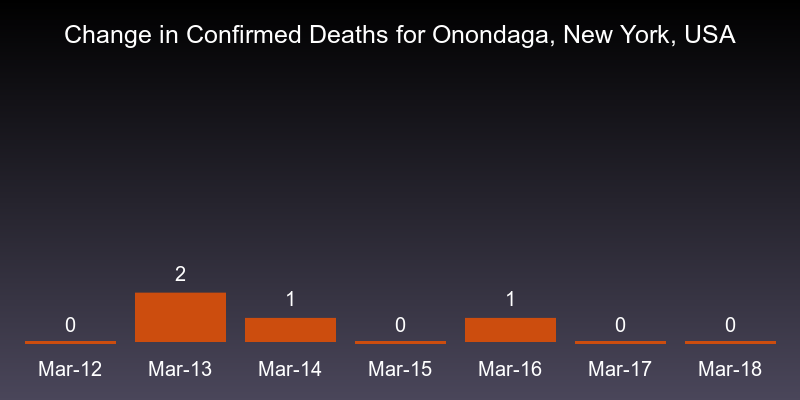 Change in Confirmed Deaths for Onondaga, New York, USA
0 2 1 0 1 0 0
Mar-12 Mar-13 Mar-14 Mar-15 Mar-16 Mar-17 Mar-18